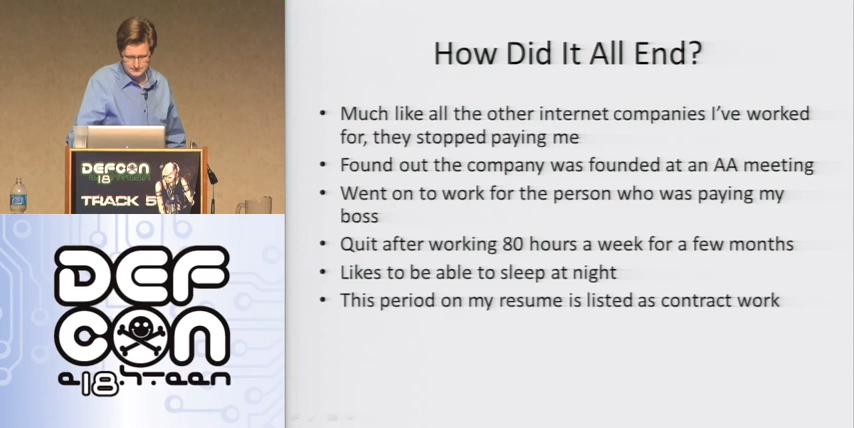 DEFCON
18
TRACK 5
DEF
CON
e18hteen
How Did It All End?
• Much like all the other internet companies I've worked
for, they stopped paying me
• Found out the company was founded at an AA meeting
• Went on to work for the person who was paying my
boss
• Quit after working 80 hours a week for a few months
• Likes to be able to sleep at night
• This period on my resume is listed as contract work